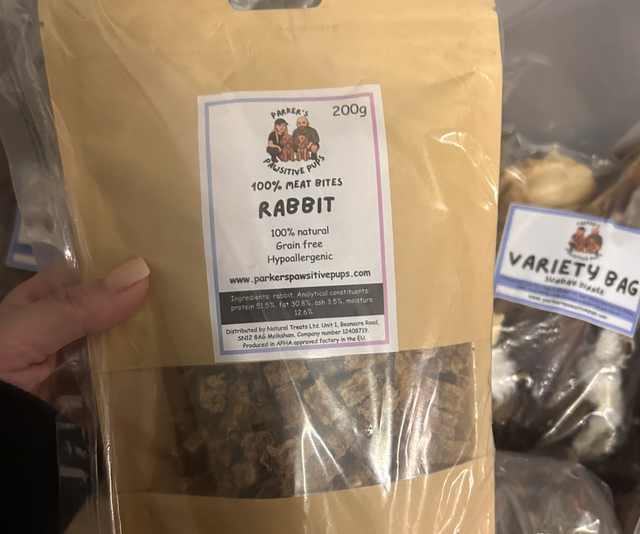 PARKER'S
PAWSITIVE PUPS
200g
100% MEAT BITES
RABBIT
100% natural
Grain free
Hypoallergenic
www.parkerspawsitivepups.com
Ingredients: rabbit. Analytical constituents:
protein 51.5%, fat 30.8%, ash 3.5%, moisture
12.6%
Distributed by Natural Treats Ltd. Unit 1, Beanacre Road,
SN12 8AG Melksham, Company number 12408719.
Produced in APHA approved factory in the EU.
VARIETY BAG
SUNDAY DINNER